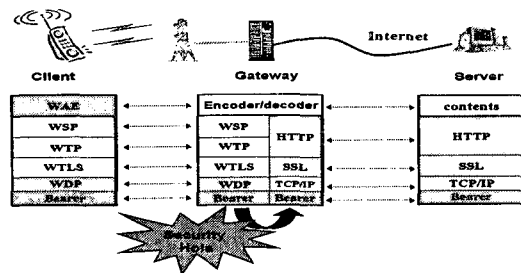 Internet
Client
Gateway
Server
WAE
WSP
WTP
WTLS
WDP
Bearer
Encoder/decoder
WSP
WTP
WTLS
WDP
Bearer
HTTP
SSL
TCP/IP
Bearer
contents
HTTP
SSL
TCP/IP
Bearer
Security
Hole